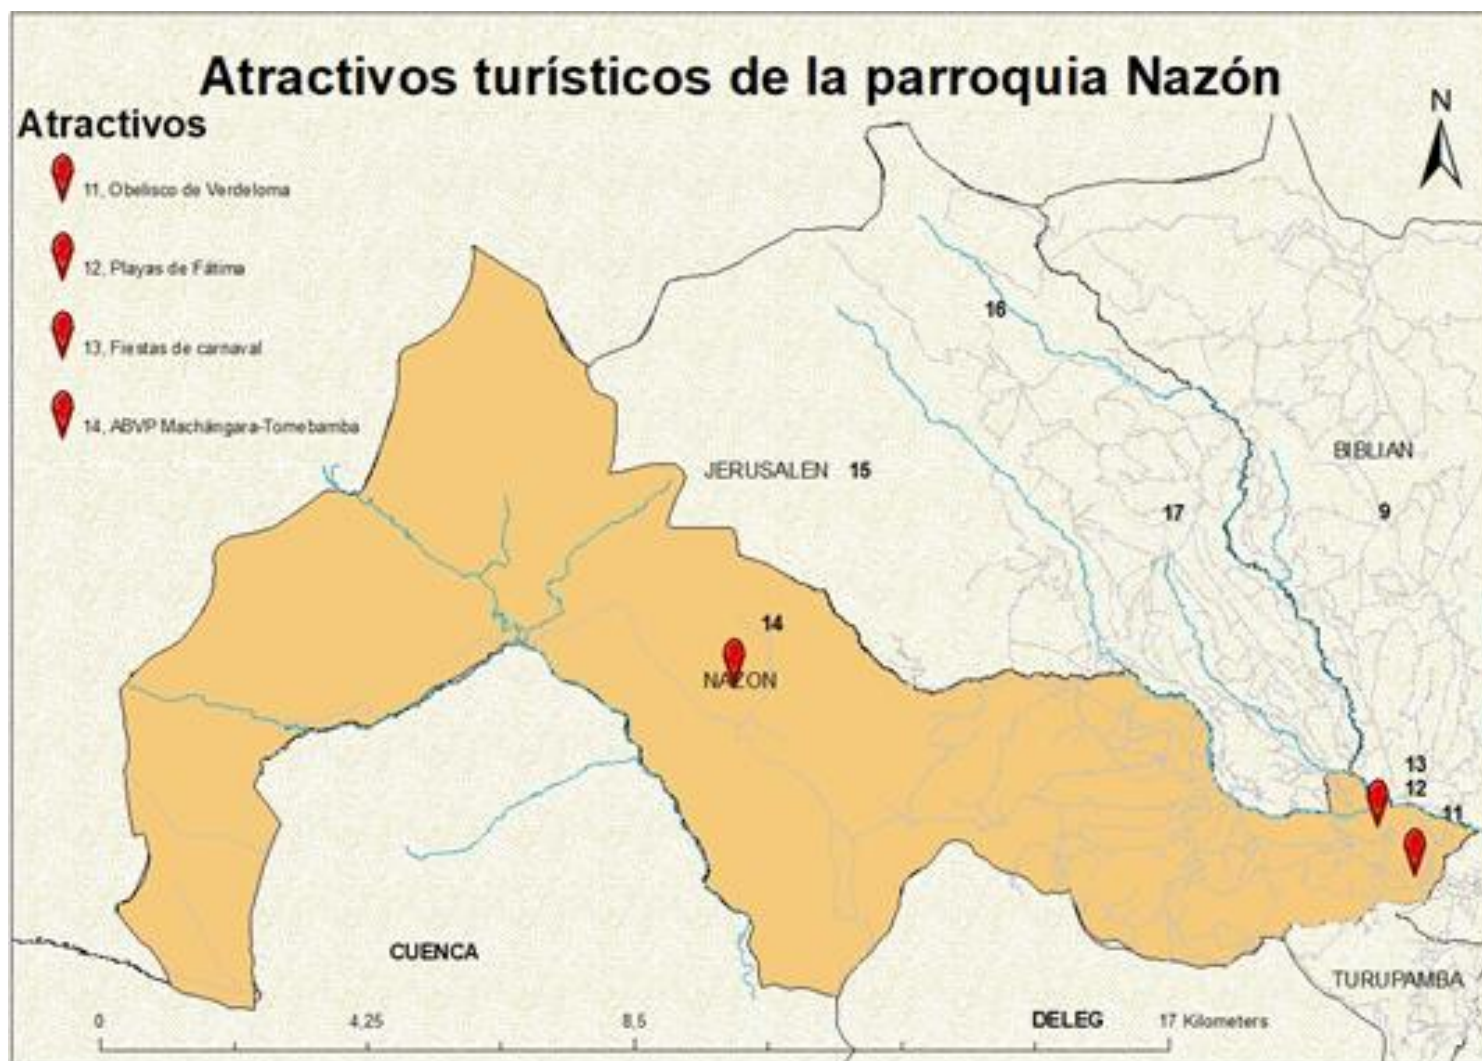 Atractivos turísticos de la parroquia Nazón
N
Atractivos
11, Obelisco de Verdeloma
12, Playas de Fátima
13, Fiestas de carnaval
14, ABVP Machángara-Tomebamba
16
JERUSALEN 15
BIBLIAN
17
9
14
NAZON
13
12
11
CUENCA
TURUPAMBA
DELEG
0 4,25 8,5 17 Kilometers